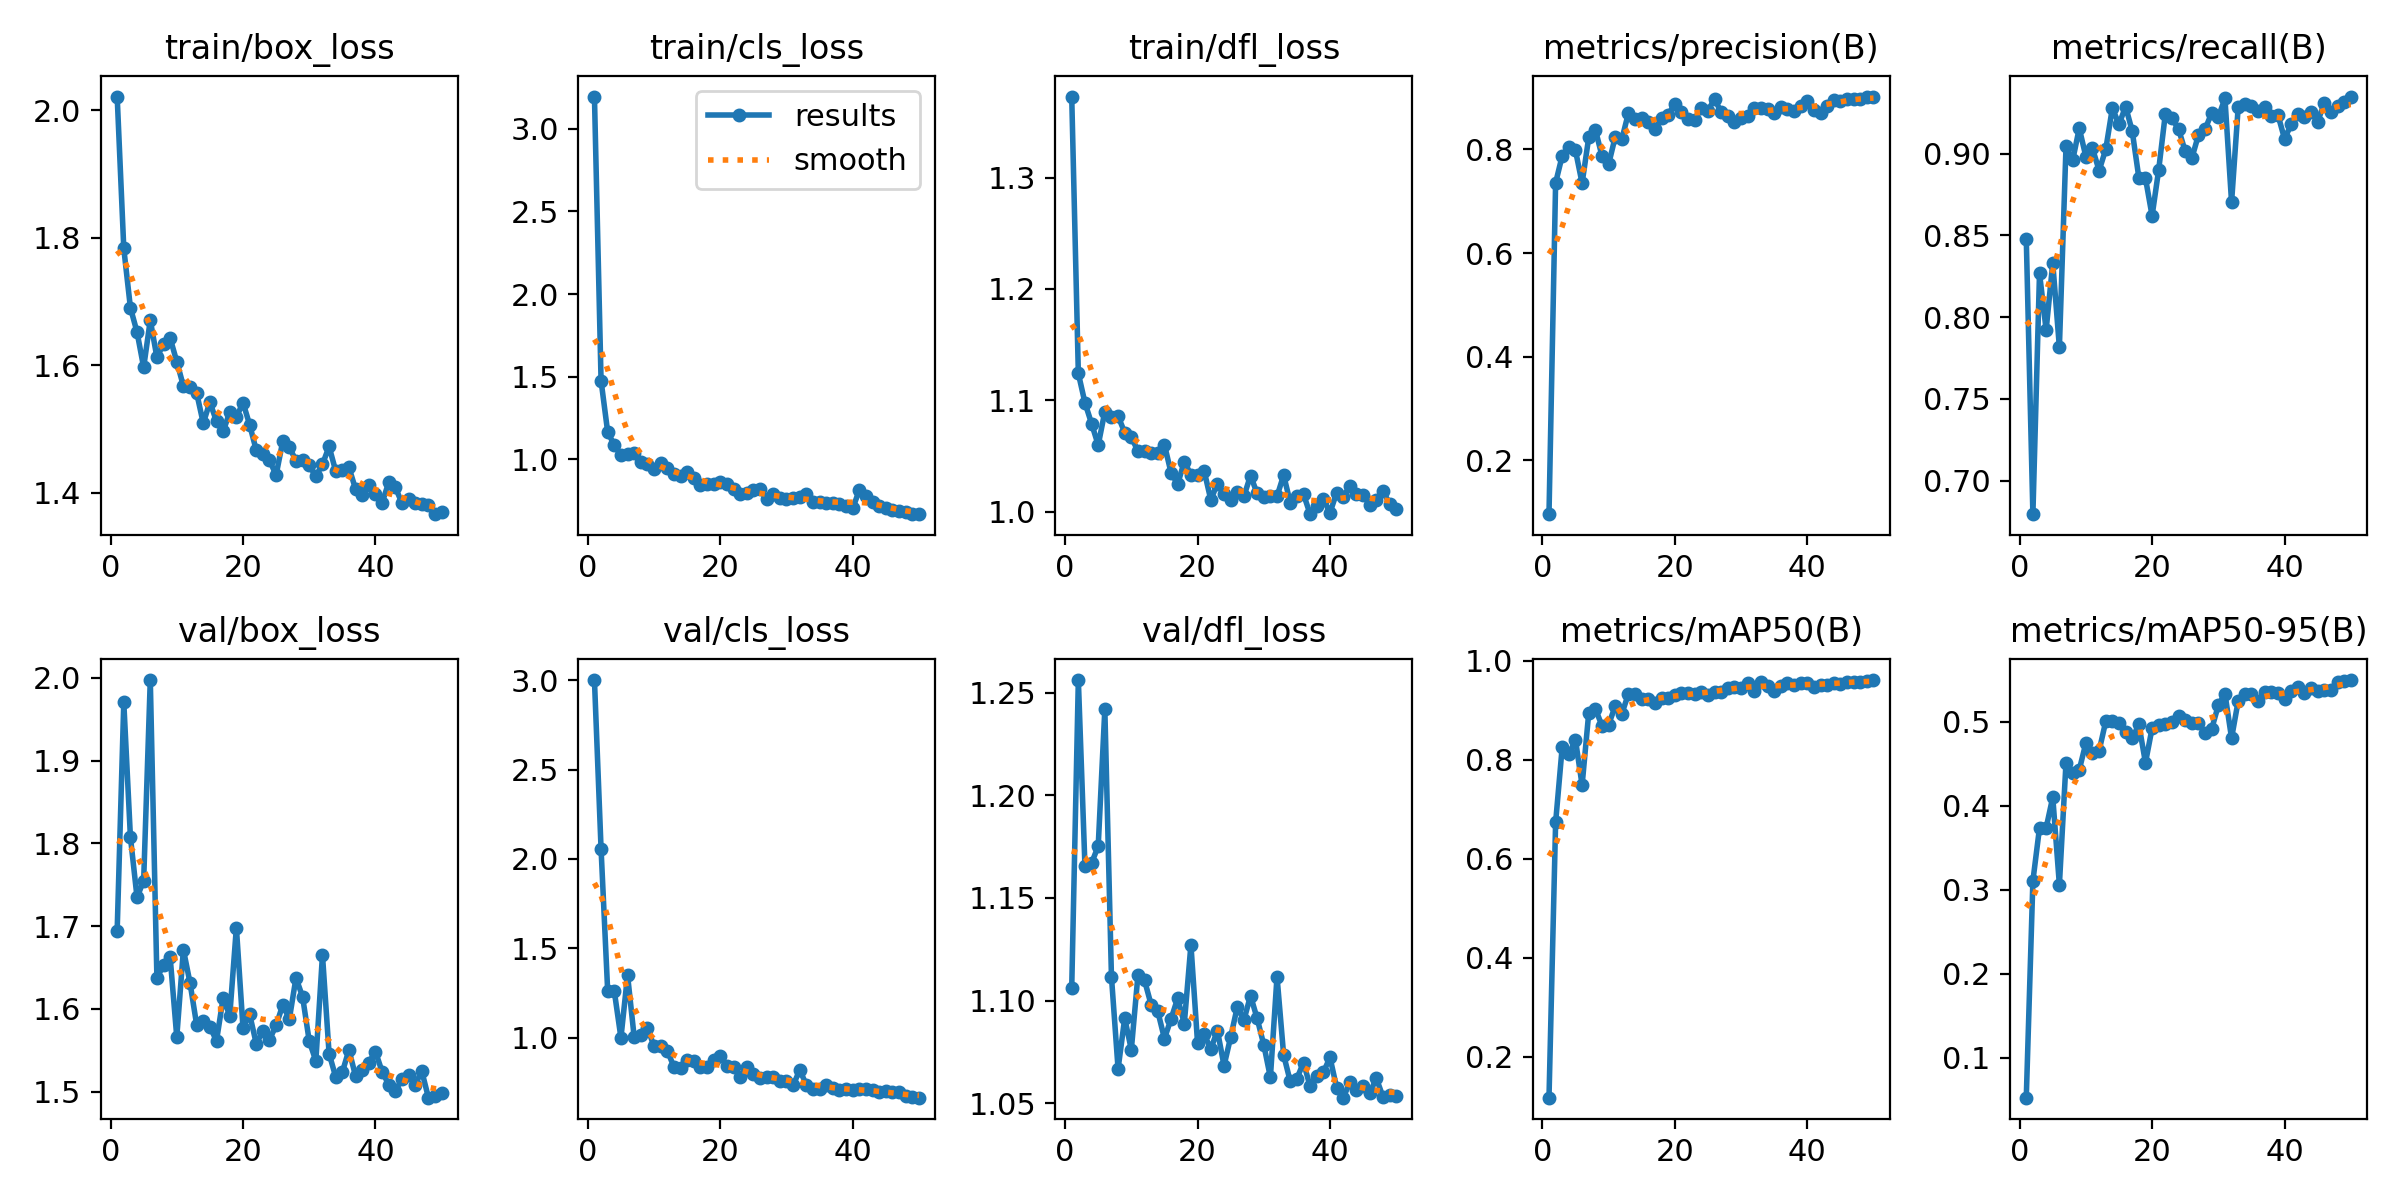 train/box_loss
2.0
1.8
1.6
1.4
0 20 40
train/cls_loss
results
smooth
3.0
2.5
2.0
1.5
1.0
0 20 40
train/dfl_loss
1.3
1.2
1.1
1.0
0 20 40
metrics/precision(B)
0.8
0.6
0.4
0.2
0 20 40
metrics/recall(B)
0.90
0.85
0.80
0.75
0.70
0 20 40
val/box_loss
2.0
1.9
1.8
1.7
1.6
1.5
0 20 40
val/cls_loss
3.0
2.5
2.0
1.5
1.0
0 20 40
val/dfl_loss
1.25
1.20
1.15
1.10
1.05
0 20 40
metrics/mAP50(B)
1.0
0.8
0.6
0.4
0.2
0 20 40
metrics/mAP50-95(B)
0.5
0.4
0.3
0.2
0.1
0 20 40